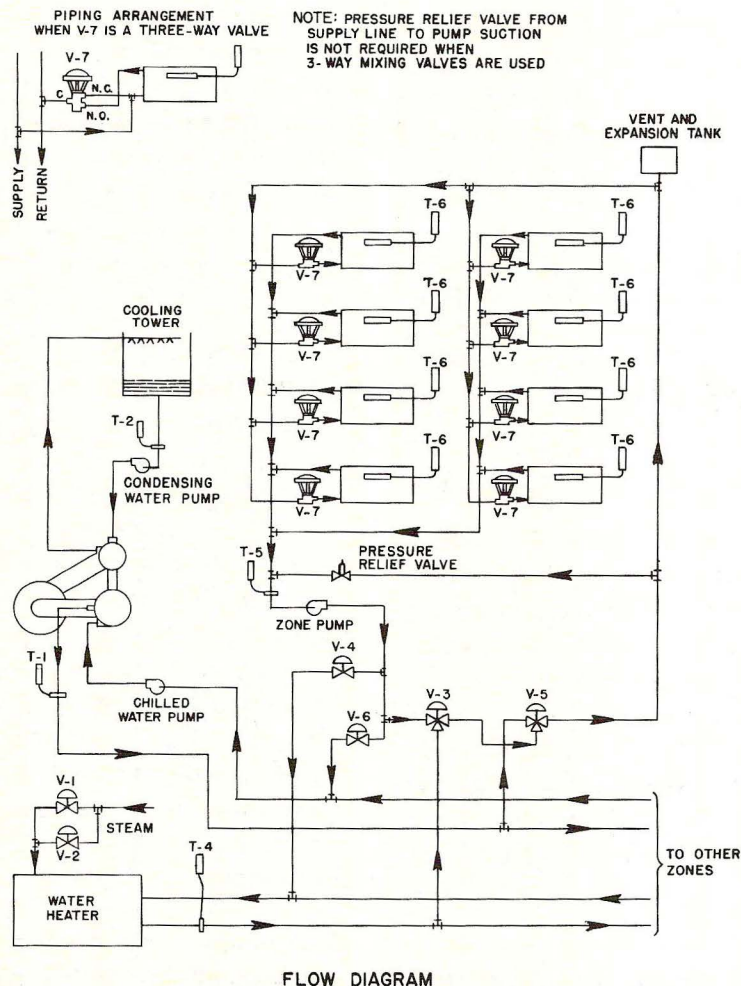 PIPING ARRANGEMENT
WHEN V-7 IS A THREE-WAY VALVE
NOTE: PRESSURE RELIEF VALVE FROM
SUPPLY LINE TO PUMP SUCTION
IS NOT REQUIRED WHEN
3-WAY MIXING VALVES ARE USED
V-7
T-6
C
N.C.
N.O.
SUPPLY
RETURN
VENT AND
EXPANSION TANK
T-6
T-6
V-7
V-7
T-6
T-6
V-7
V-7
T-6
T-6
V-7
V-7
T-6
T-6
V-7
V-7
COOLING
TOWER
T-2
CONDENSING
WATER PUMP
T-5
PRESSURE
RELIEF VALVE
ZONE PUMP
T-1
CHILLED
WATER PUMP
V-4
V-6
V-3
V-5
V-1
STEAM
V-2
T-4
WATER
HEATER
TO OTHER
ZONES
FLOW DIAGRAM